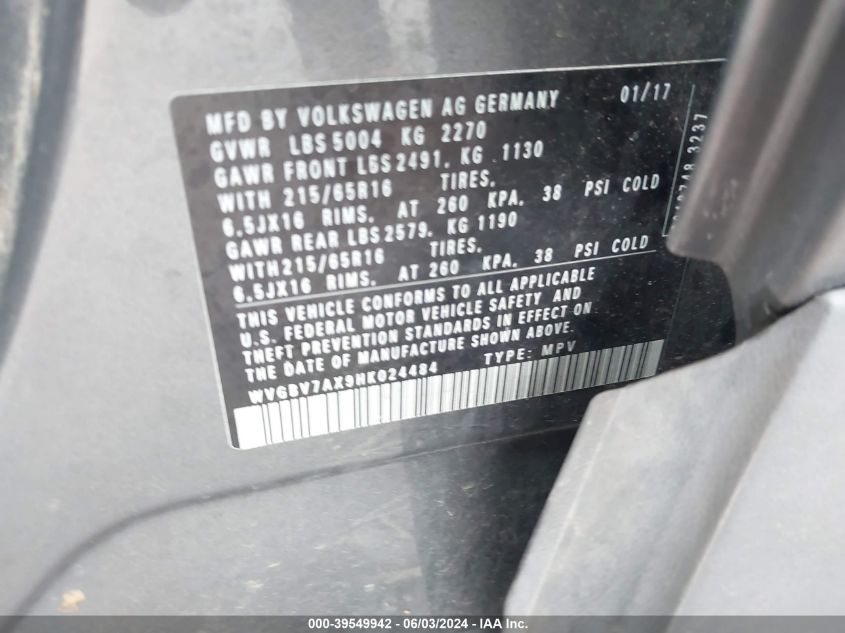 MFD BY VOLKSWAGEN AG GERMANY 01/17
GVWR LBS 5004 KG 2270
GAWR FRONT LBS 2491. KG 1130
WITH 215/65R16 TIRES.
6.5JX16 RIMS. AT 260 KPA. 38 PSI COLD
GAWR REAR LBS 2579. KG 1190
WITH 215/65R16 TIRES.
6.5JX16 RIMS. AT 260 KPA. 38 PSI COLD
THIS VEHICLE CONFORMS TO ALL APPLICABLE
U.S. FEDERAL MOTOR VEHICLE SAFETY AND
THEFT PREVENTION STANDARDS IN EFFECT ON
THE DATE OF MANUFACTURE SHOWN ABOVE.
WVGBV7AX9HK024484 TYPE: MPV
3237
000-39549942 - 06/03/2024 - IAA Inc.